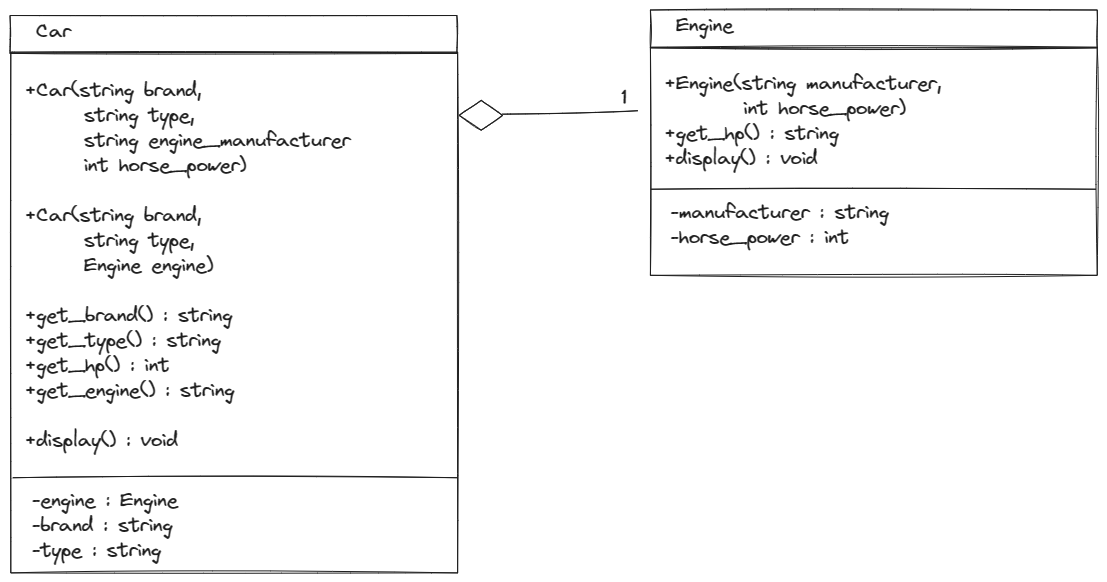 Car
+Car(string brand,
string type,
string engine_manufacturer
int horse_power)
+Car(string brand,
string type,
Engine engine)
+get_brand() : string
+get_type() : string
+get_hp() : int
+get_engine() : string
+display() : void
-engine : Engine
-brand : string
-type : string
1
Engine
+Engine(string manufacturer,
int horse_power)
+get_hp() : string
+display() : void
-manufacturer : string
-horse_power : int